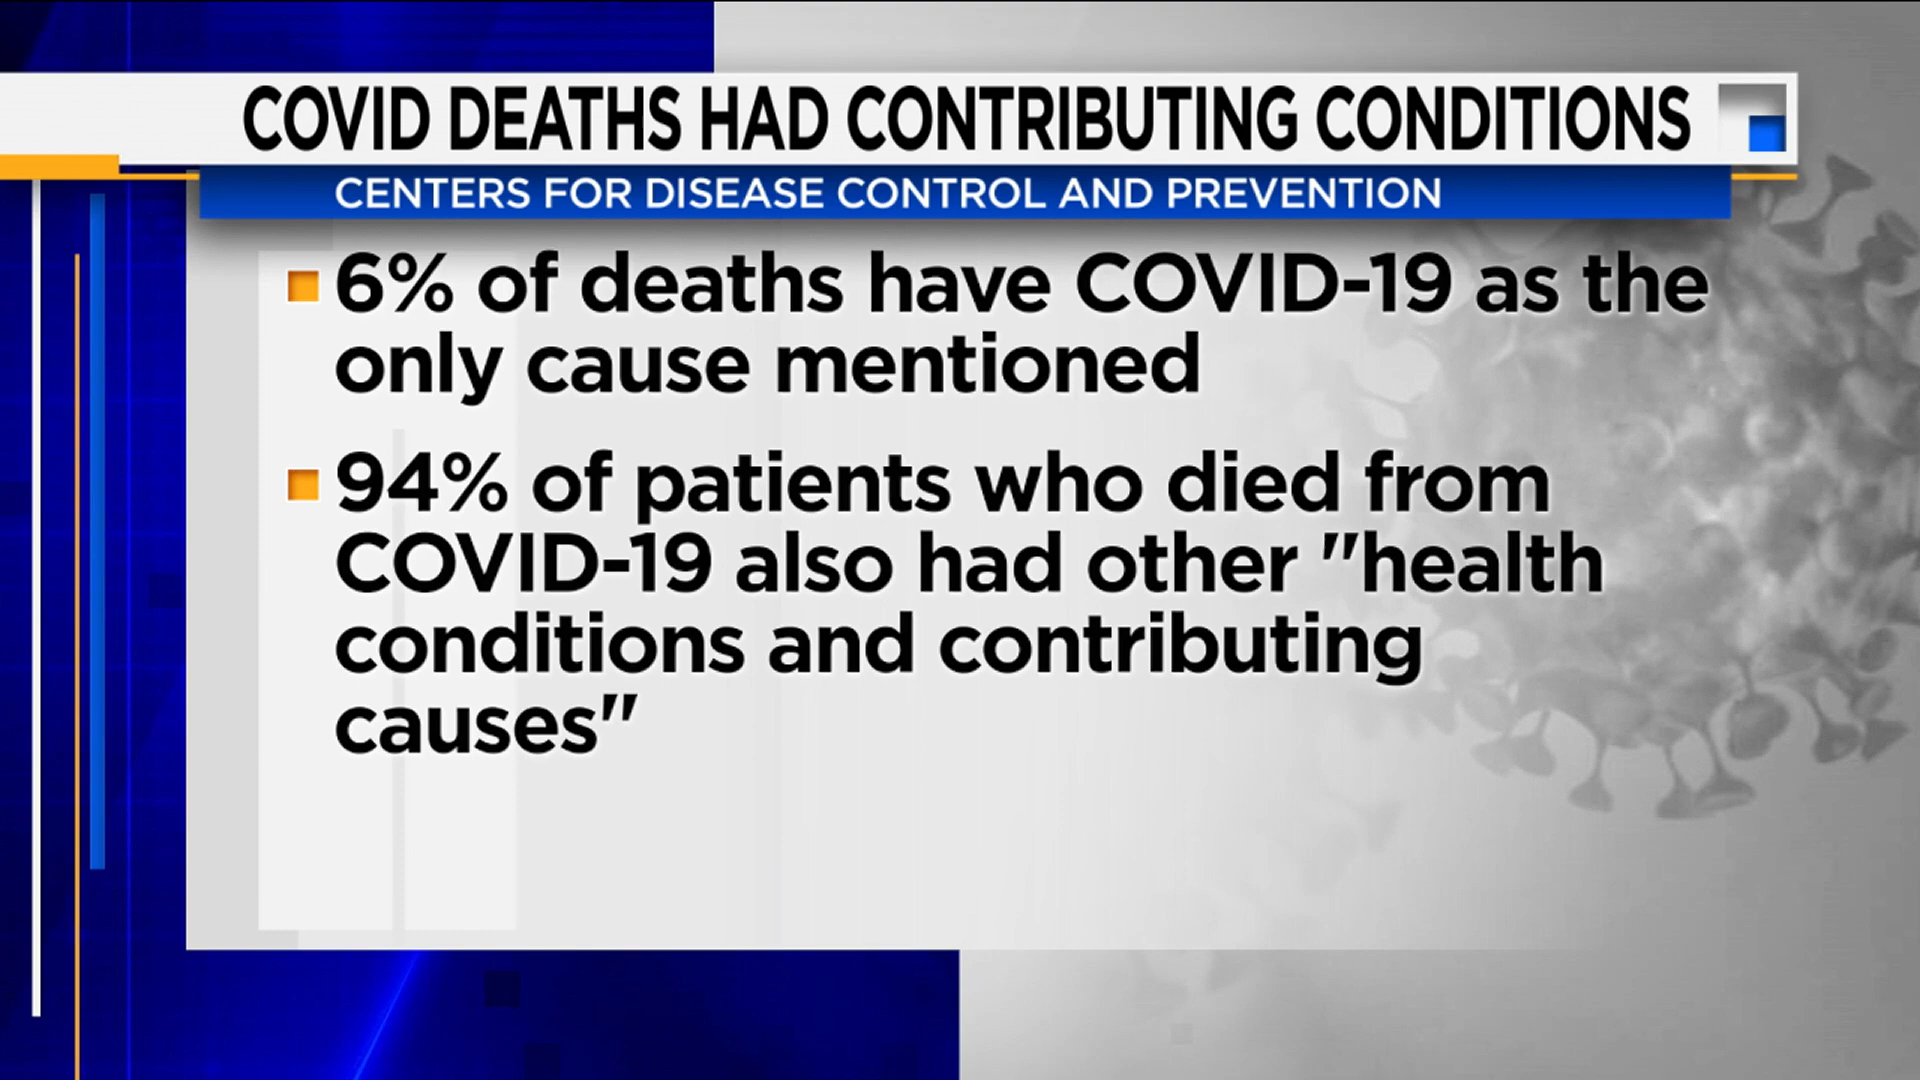 COVID DEATHS HAD CONTRIBUTING CONDITIONS
CENTERS FOR DISEASE CONTROL AND PREVENTION
6% of deaths have COVID-19 as the
only cause mentioned
94% of patients who died from
COVID-19 also had other "health
conditions and contributing
causes"